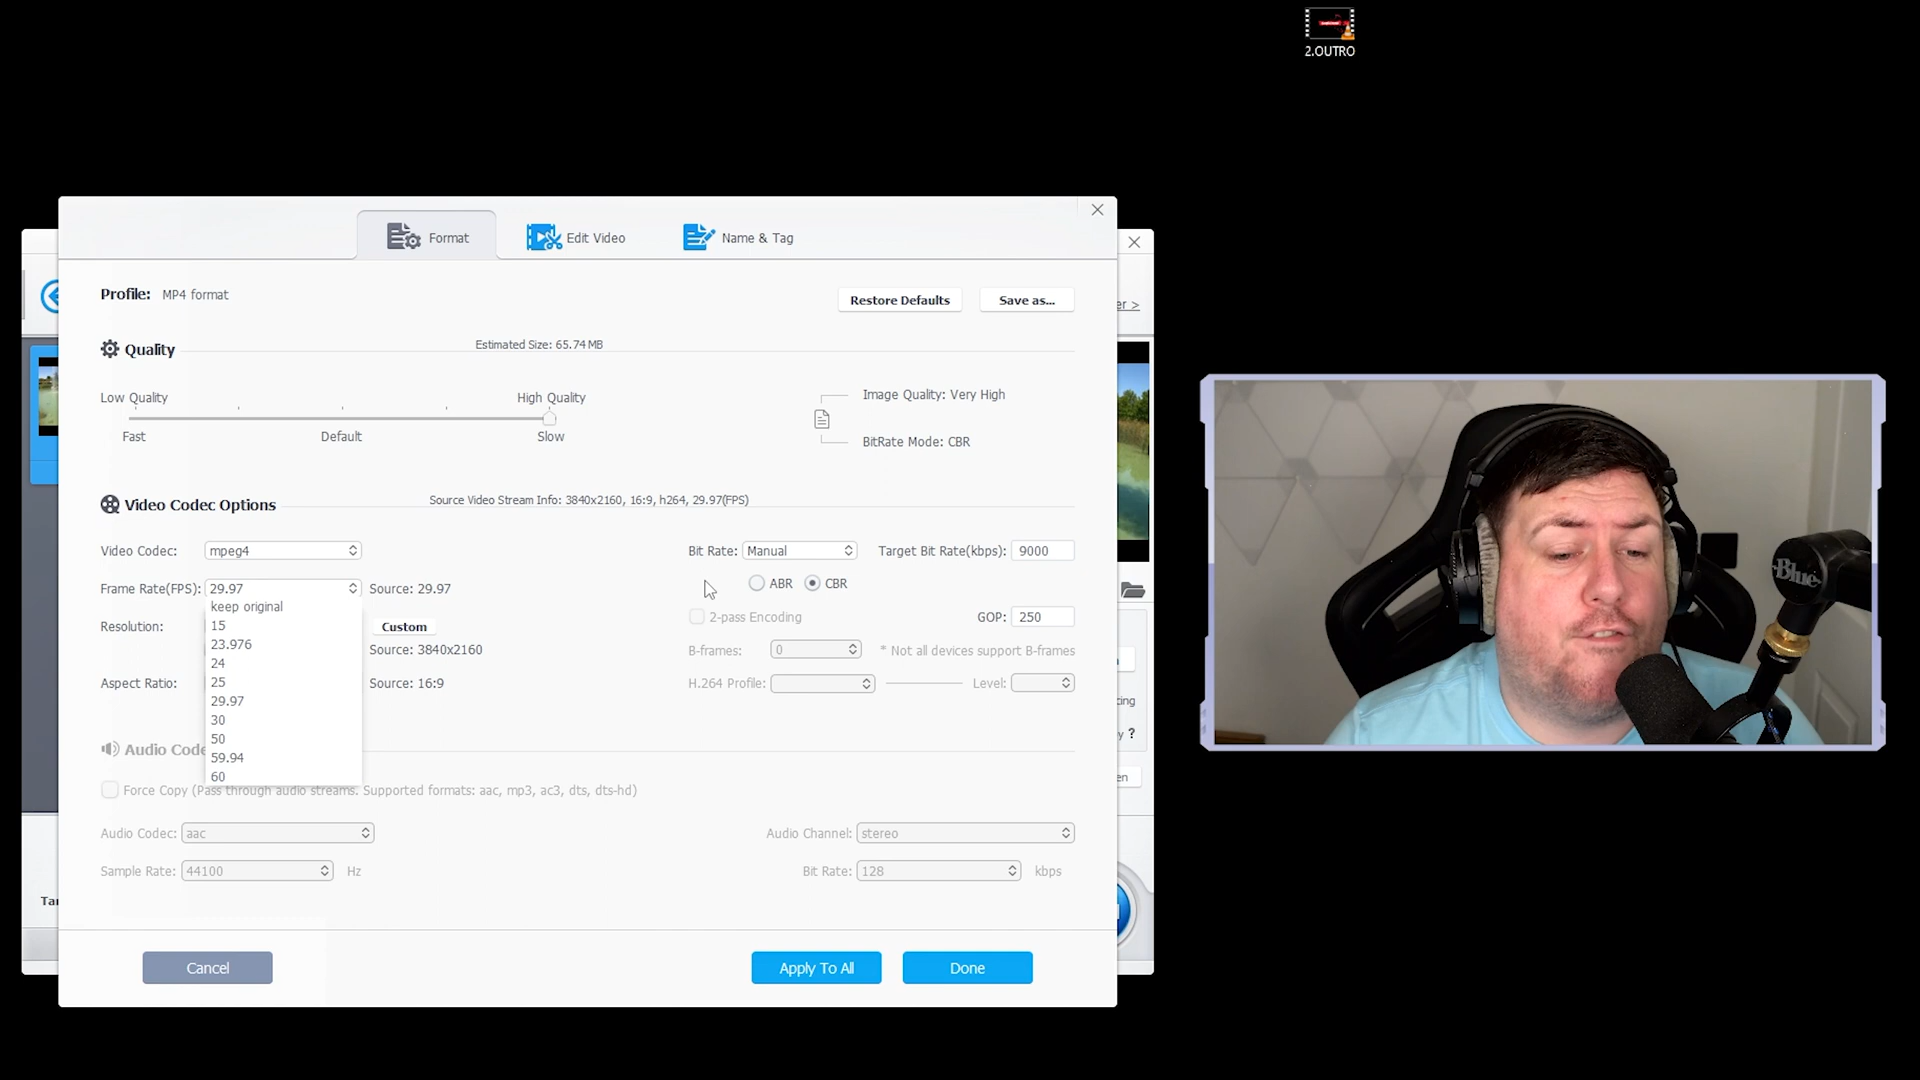 2.OUTRO
Format
Edit Video
Name & Tag
Profile: MP4 format
Restore Defaults
Save as...
er >
Quality
Estimated Size: 65.74 MB
Low Quality
High Quality
Image Quality: Very High
Fast
Default
Slow
BitRate Mode: CBR
Video Codec Options
Source Video Stream Info: 3840x2160, 16:9, h264, 29.97(FPS)
Video Codec: mpeg4
Bit Rate: Manual
Target Bit Rate(kbps): 9000
Frame Rate(FPS): 29.97
Source: 29.97
ABR
CBR
keep original
15
23.976
24
25
29.97
30
50
59.94
60
2-pass Encoding
GOP: 250
Resolution:
Custom
Source: 3840x2160
B-frames: 0
* Not all devices support B-frames
Aspect Ratio:
Source: 16:9
H.264 Profile:
Level:
cing
y ?
Audio Code
en
Force Copy (Pass through audio streams. Supported formats: aac, mp3, ac3, dts, dts-hd)
Audio Codec: aac
Audio Channel: stereo
Sample Rate: 44100 Hz
Bit Rate: 128 kbps
Tar
Cancel
Apply To All
Done
Blue